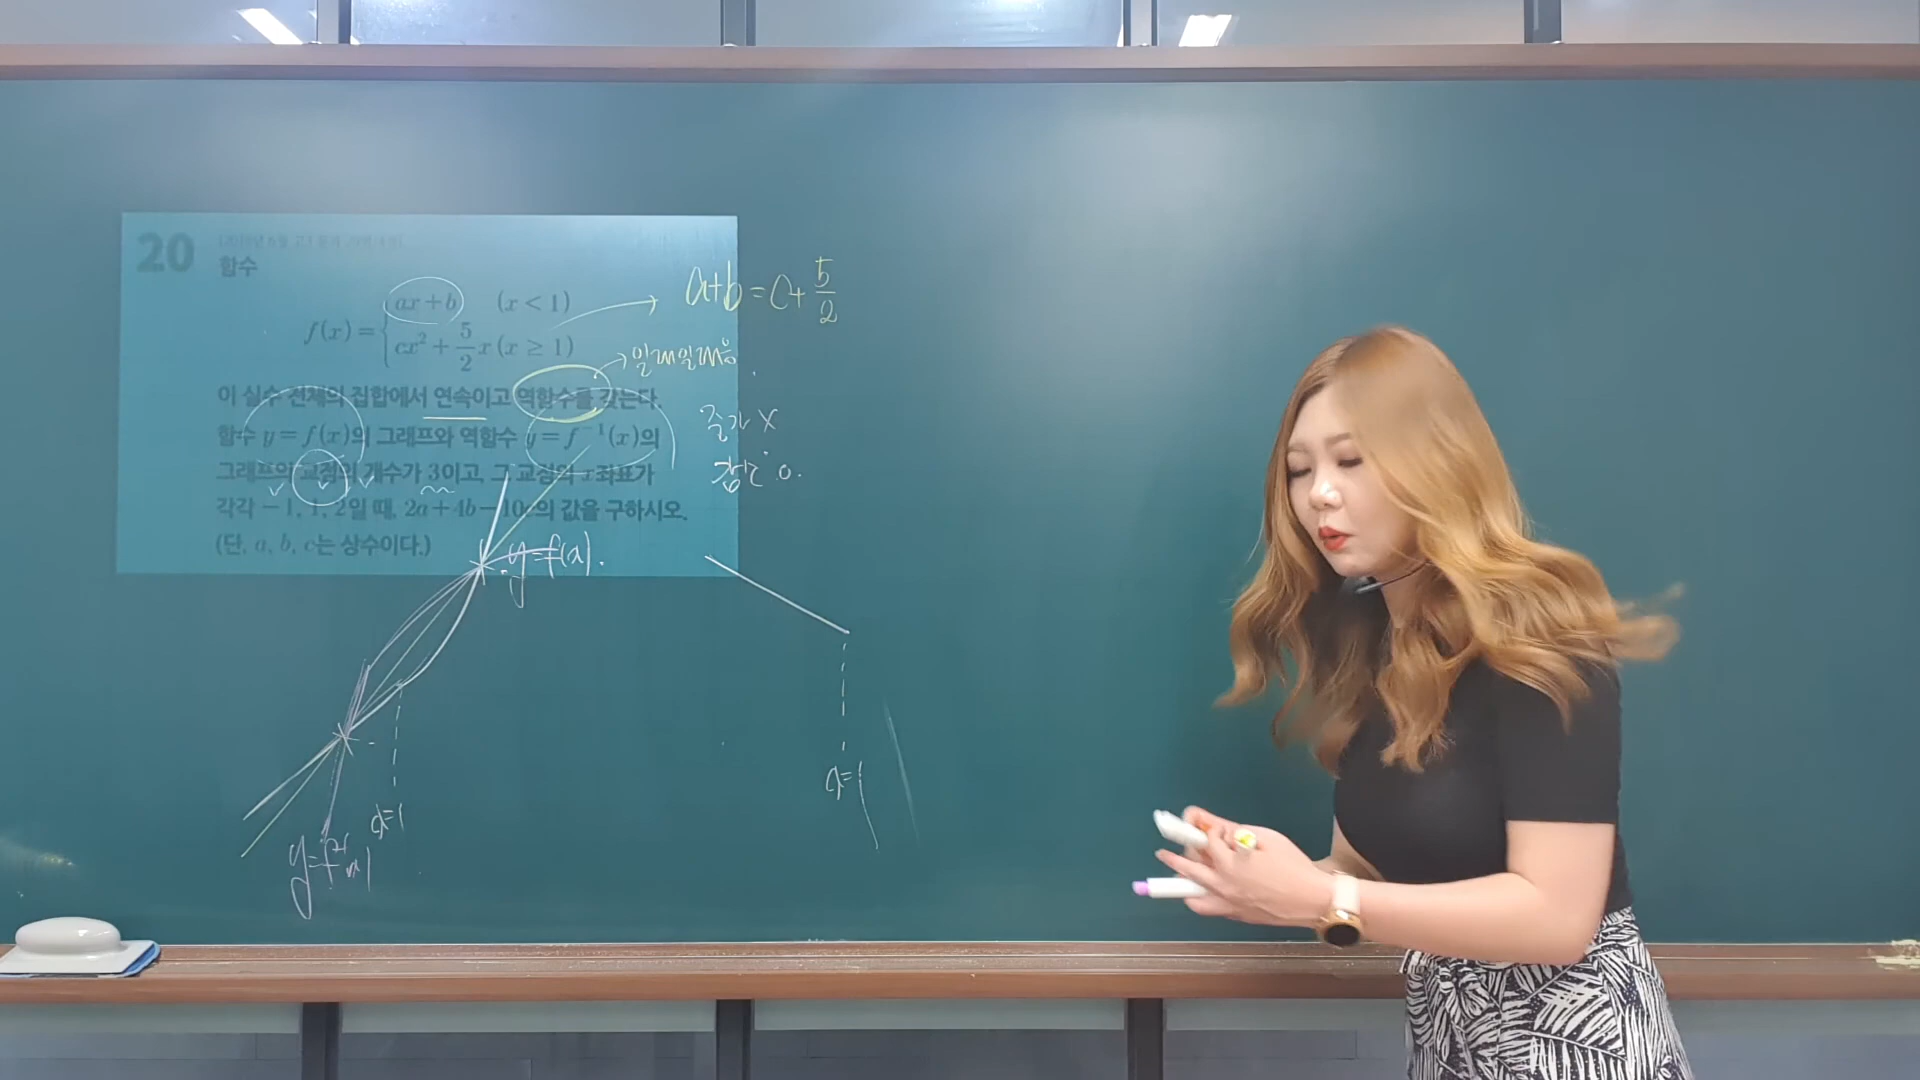 20
함수
f(x) = { ax+b (x<1)
cx² + 5/2 x (x≥1)
이 실수 전체의 집합에서 연속이고 역함수를 갖는다.
함수 y=f(x)의 그래프와 역함수 y=f⁻¹(x)의
그래프의 교점의 개수가 3이고, 그 교점의 x좌표가
각각 -1, 1, 2일 때, 2a+4b-10c의 값을 구하시오.
(단, a, b, c는 상수이다.)
a+b=c+5/2
→일대일대응
증가 X
감소 O.
y=f(x).
x=1
x=1
y=f⁻¹(x)